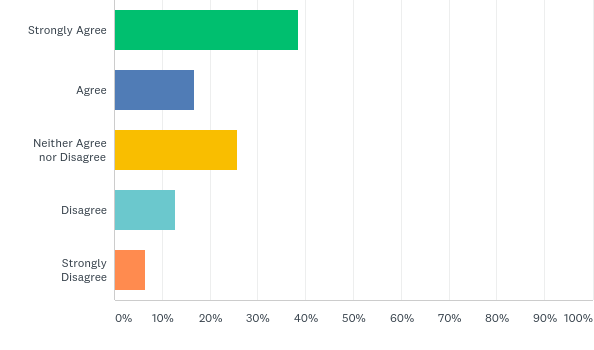 Strongly Agree
Agree
Neither Agree
nor Disagree
Disagree
Strongly
Disagree
0% 10% 20% 30% 40% 50% 60% 70% 80% 90% 100%